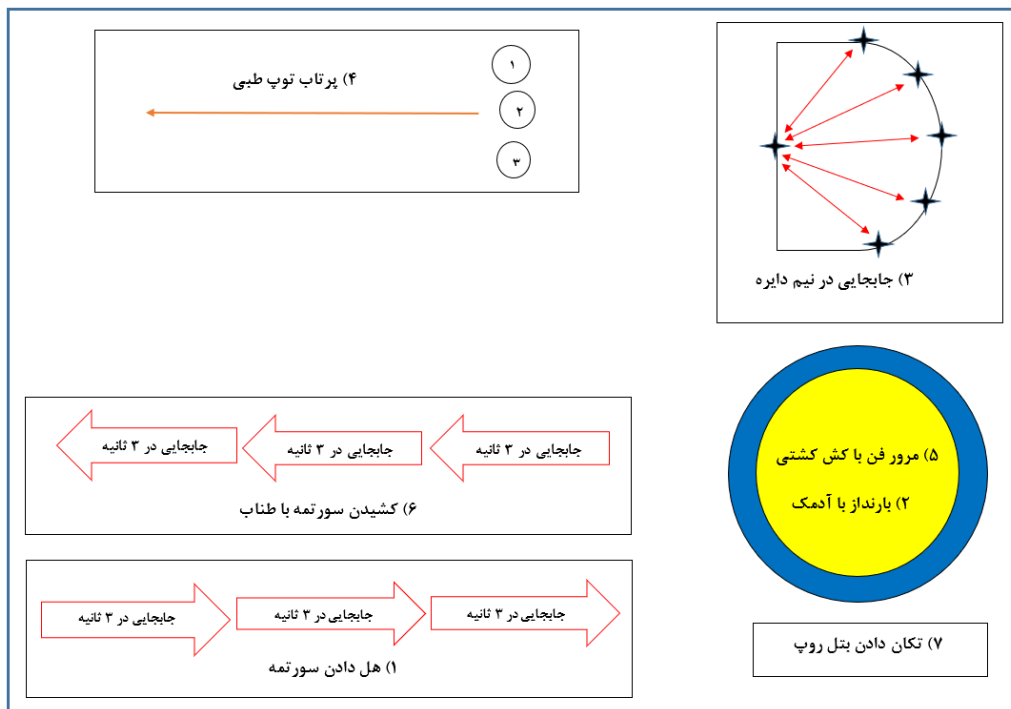 ۱
۴) پرتاب توپ طبی
۲
۳
۳) جابجایی در نیم دایره
جابجایی در ۳ ثانیه
جابجایی در ۳ ثانیه
جابجایی در ۳ ثانیه
۶) کشیدن سورتمه با طناب
۵) مرور فن با کش کشتی
۲) بارنداز با آدمک
جابجایی در ۳ ثانیه
جابجایی در ۳ ثانیه
جابجایی در ۳ ثانیه
۱) هل دادن سورتمه
۷) تکان دادن بتل روپ